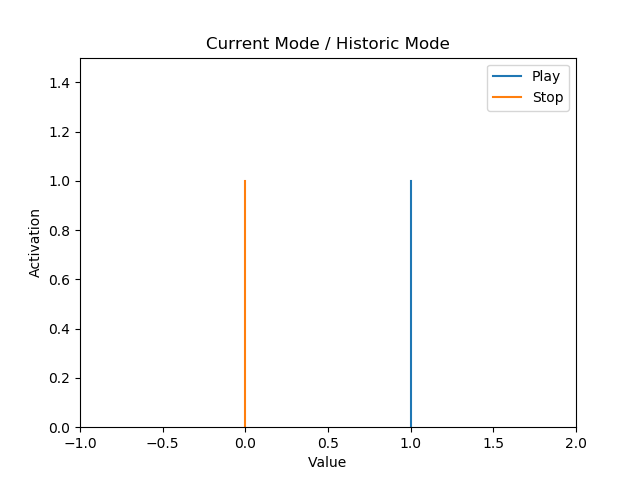 Current Mode / Historic Mode
Play
Stop
Activation
1.4
1.2
1.0
0.8
0.6
0.4
0.2
0.0
−1.0 −0.5 0.0 0.5 1.0 1.5 2.0
Value